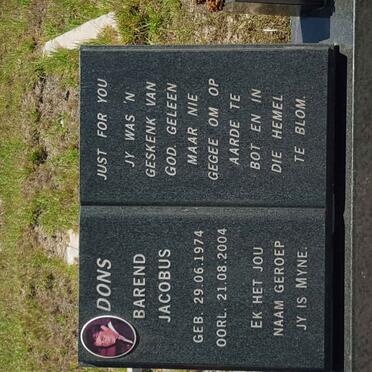 DONS
BAREND
JACOBUS
GEB. 29.06.1974
OORL. 21.08.2004
EK HET JOU
NAAM GEROEP
JY IS MYNE.
JUST FOR YOU
JY WAS 'N
GESKENK VAN
GOD. GELEEN
MAAR NIE
GEGEE OM OP
AARDE TE
BOT EN IN
DIE HEMEL
TE BLOM.